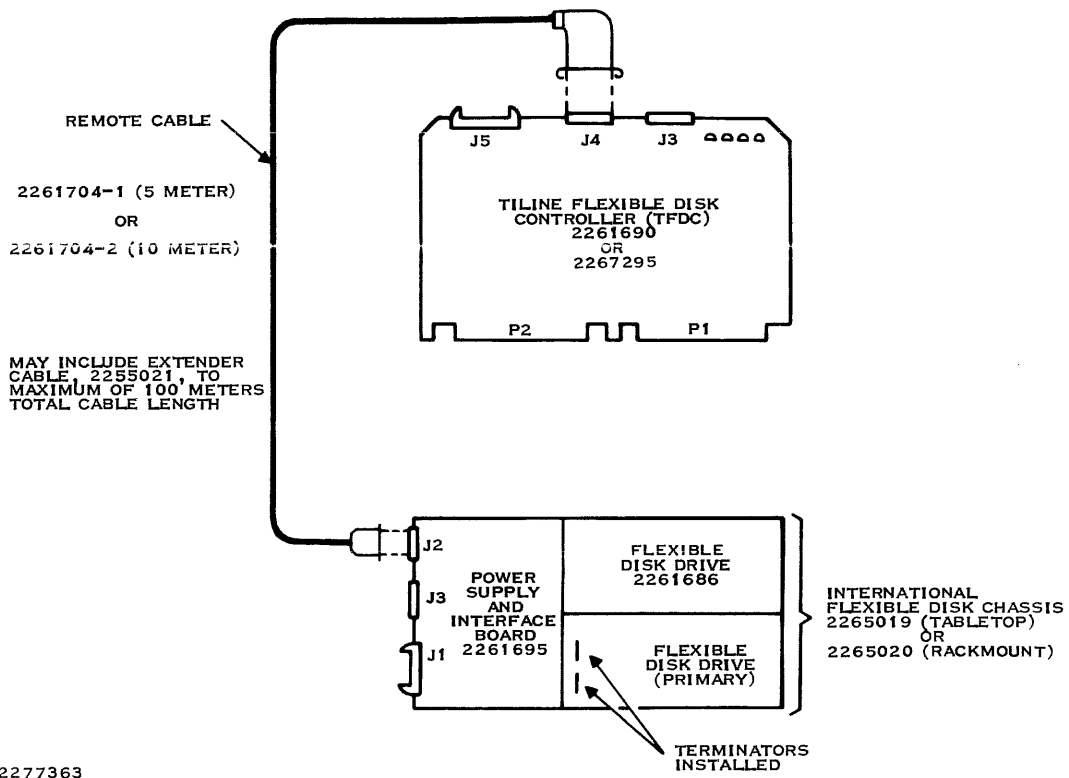 REMOTE CABLE
2261704-1 (5 METER)
OR
2261704-2 (10 METER)
MAY INCLUDE EXTENDER
CABLE, 2255021, TO
MAXIMUM OF 100 METERS
TOTAL CABLE LENGTH
J5
J4
J3
TILINE FLEXIBLE DISK
CONTROLLER (TFDC)
2261690
OR
2267295
P2
P1
J2
J3
J1
POWER
SUPPLY
AND
INTERFACE
BOARD
2261695
FLEXIBLE
DISK DRIVE
2261686
FLEXIBLE
DISK DRIVE
(PRIMARY)
INTERNATIONAL
FLEXIBLE DISK CHASSIS
2265019 (TABLETOP)
OR
2265020 (RACKMOUNT)
TERMINATORS
INSTALLED
2277363